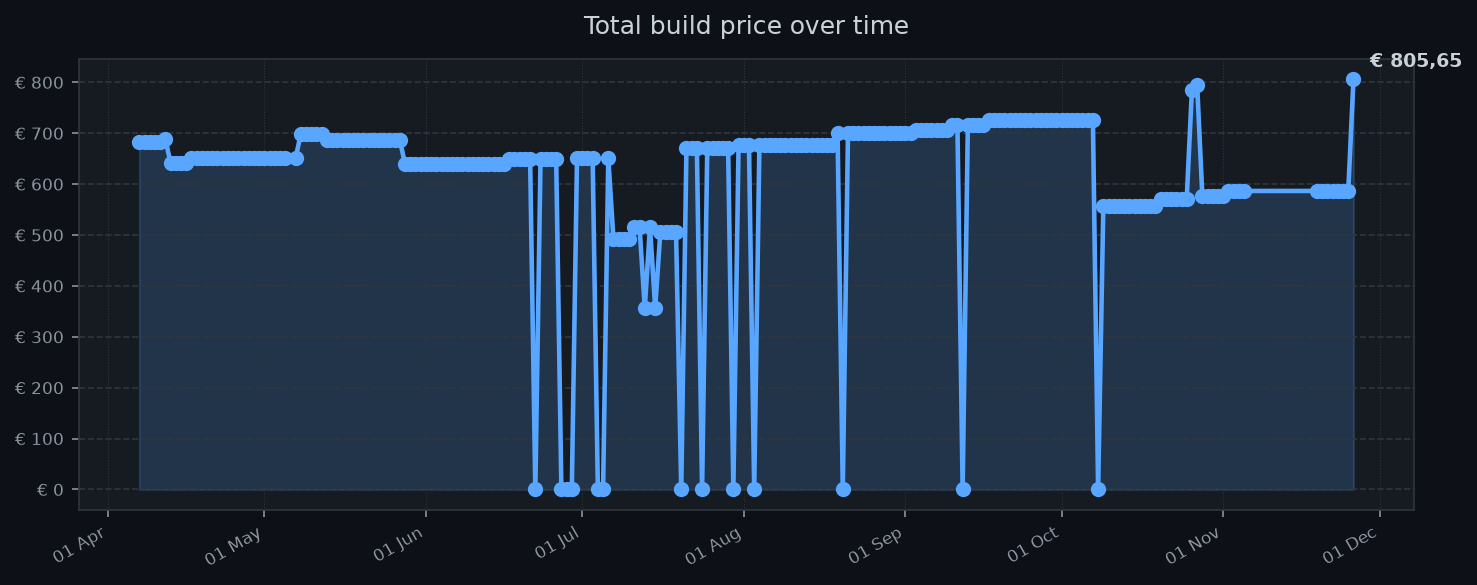 Total build price over time
€ 805,65
€ 800
€ 700
€ 600
€ 500
€ 400
€ 300
€ 200
€ 100
€ 0
01 Apr
01 May
01 Jun
01 Jul
01 Aug
01 Sep
01 Oct
01 Nov
01 Dec